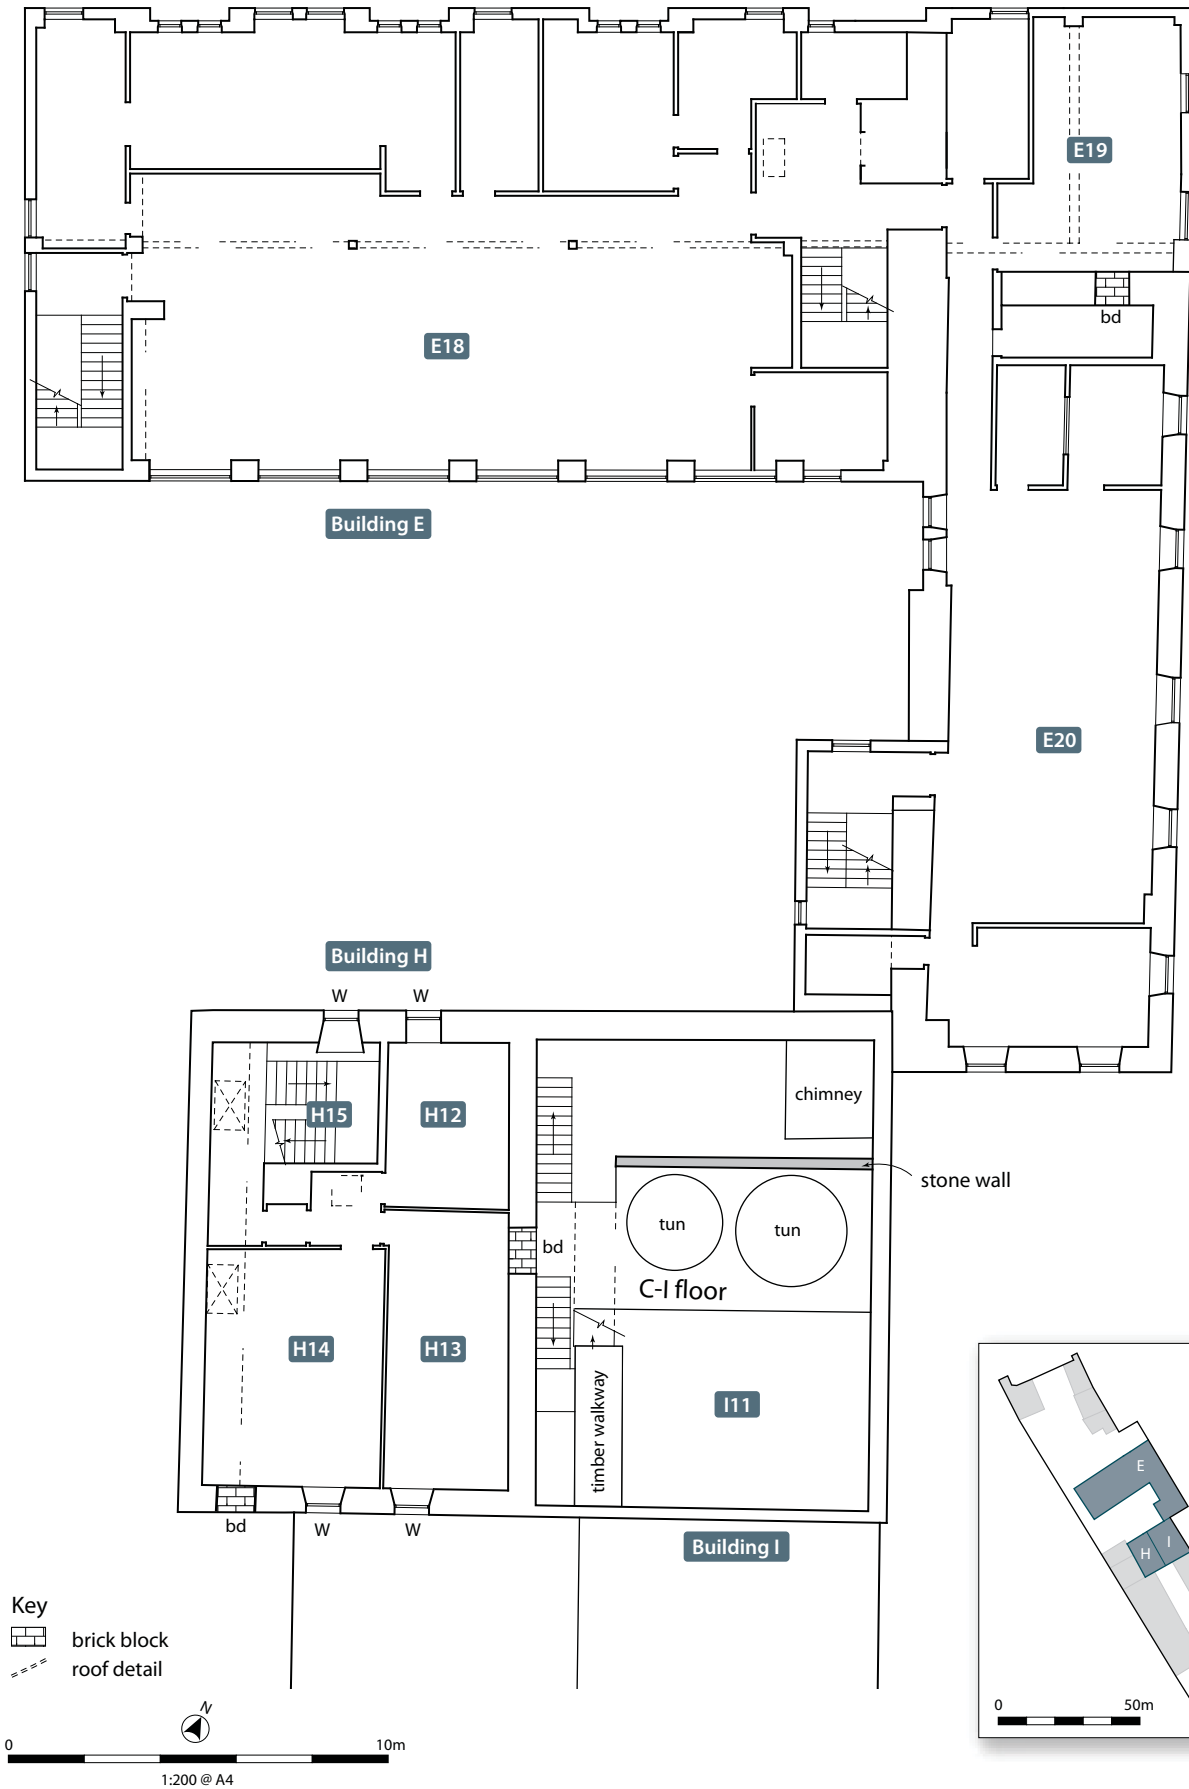 E19
bd
E18
Building E
E20
Building H
W W
chimney
H15
H12
stone wall
tun
tun
bd
C-I floor
H14
H13
timber walkway
I11
bd
W
W
Building I
E
H
I
Key
brick block
roof detail
N
0 10m
1:200 @ A4
0 50m